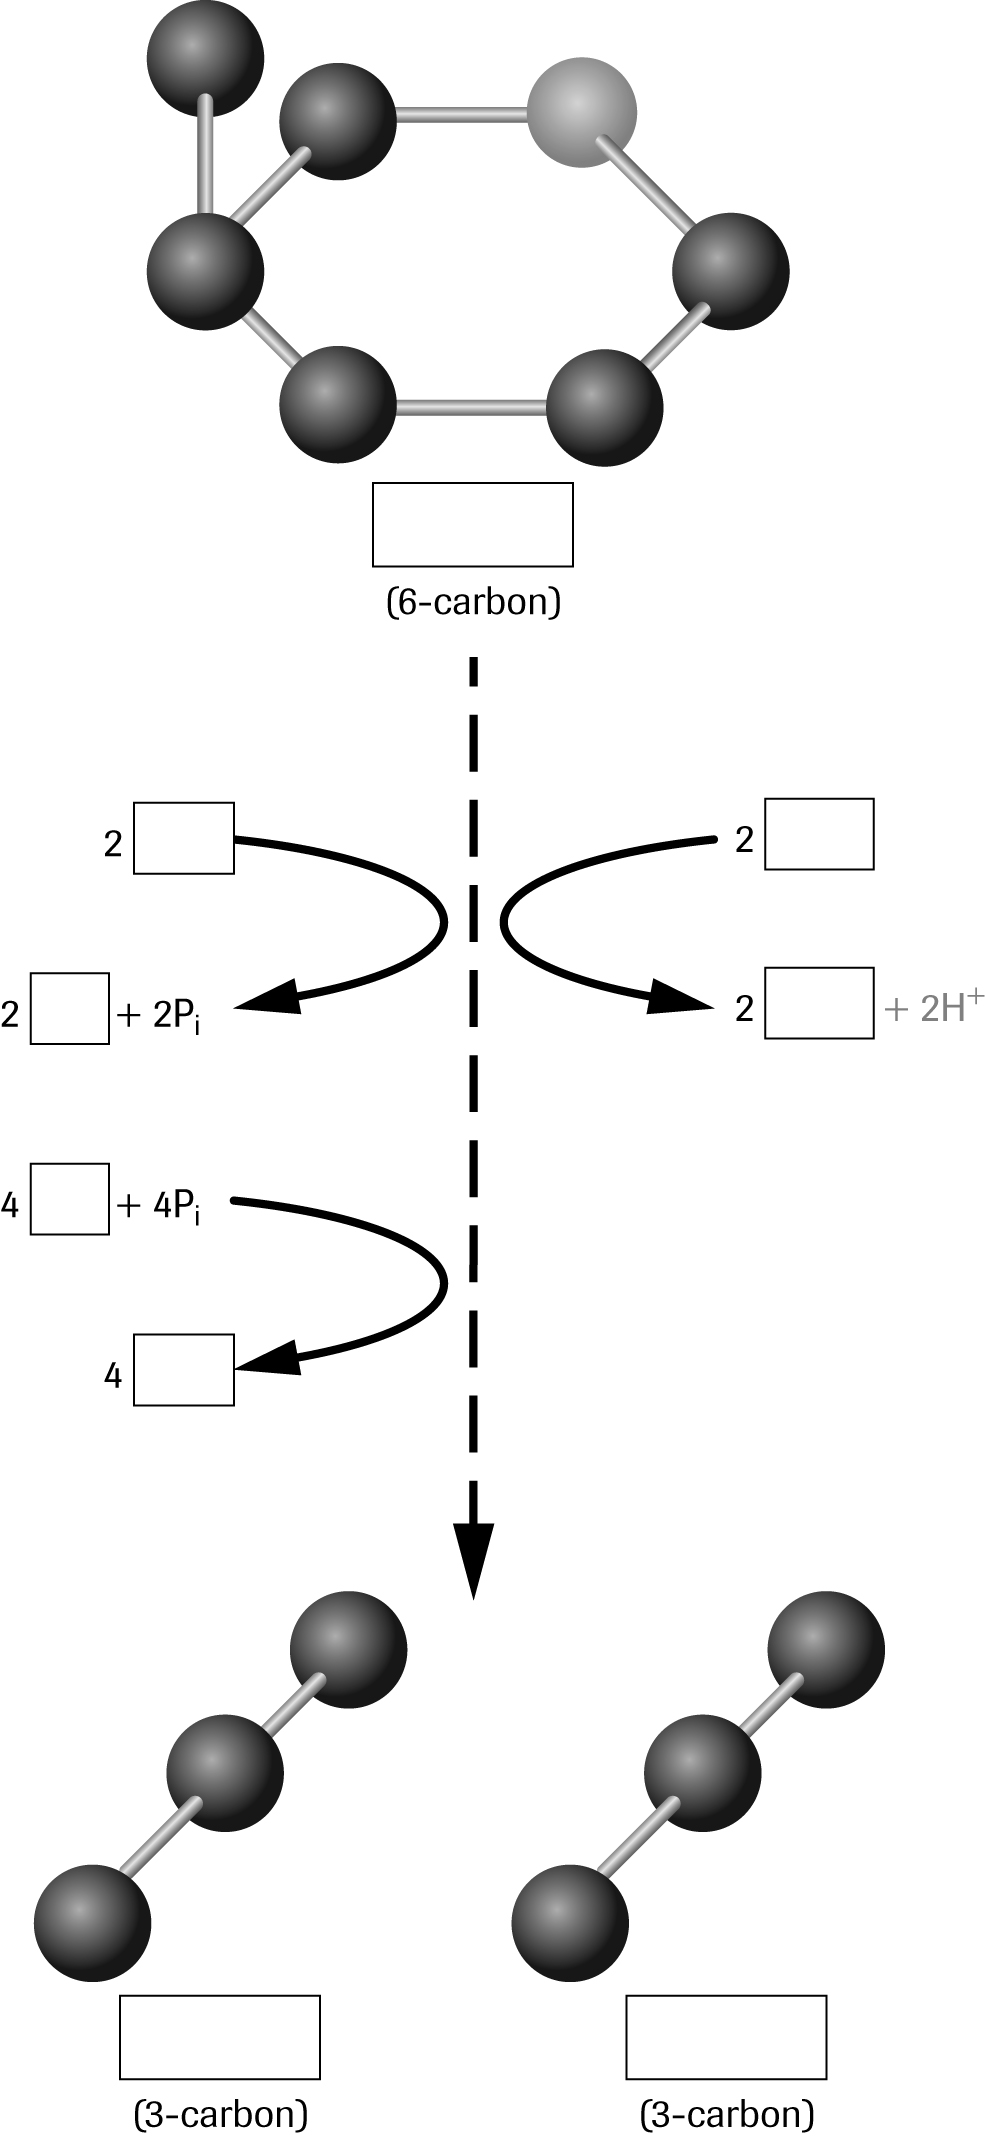 (6-carbon)
2
2
2 + 2Pi
2 + 2H+
4 + 4Pi
4
(3-carbon)
(3-carbon)